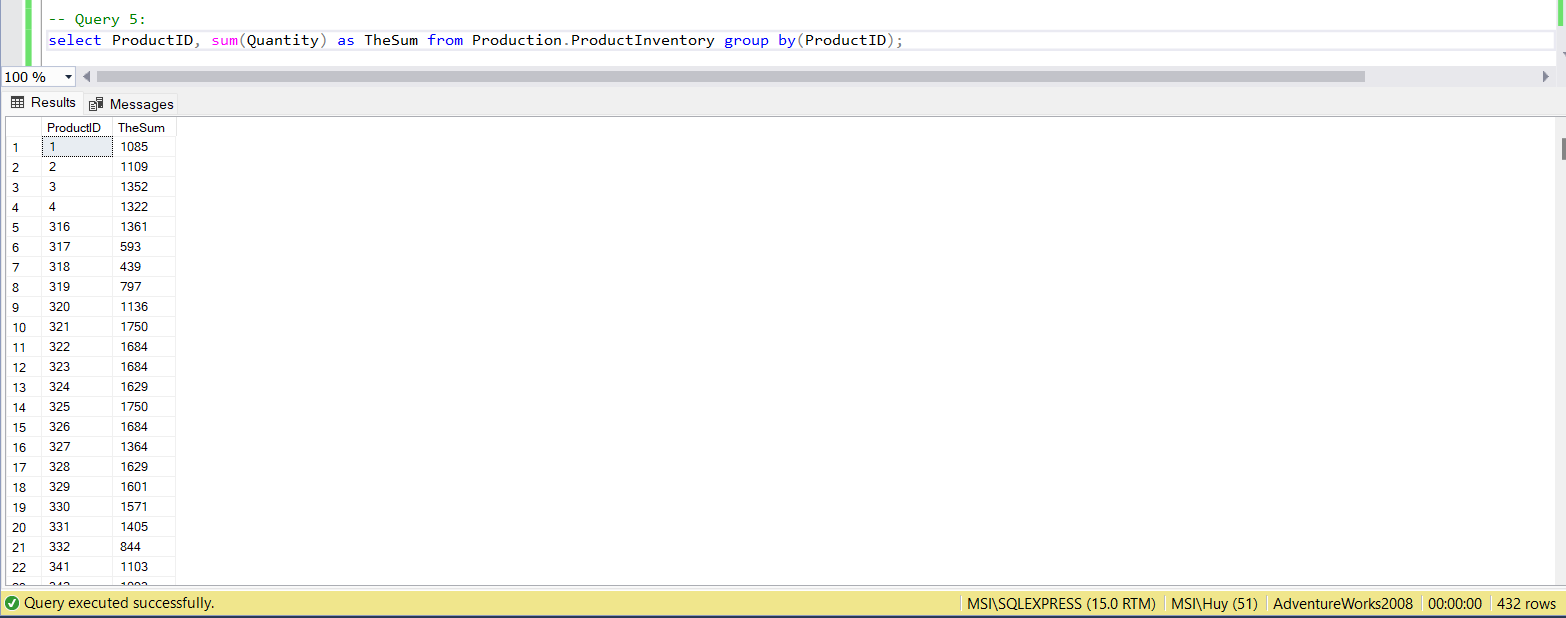 -- Query 5:
select ProductID, sum(Quantity) as TheSum from Production.ProductInventory group by(ProductID);
100 %
Results Messages
ProductID TheSum
1 1 1085
2 2 1109
3 3 1352
4 4 1322
5 316 1361
6 317 593
7 318 439
8 319 797
9 320 1136
10 321 1750
11 322 1684
12 323 1684
13 324 1629
14 325 1750
15 326 1684
16 327 1364
17 328 1629
18 329 1601
19 330 1571
20 331 1405
21 332 844
22 341 1103
Query executed successfully. MSI\SQLEXPRESS (15.0 RTM) MSI\Huy (51) AdventureWorks2008 00:00:00 432 rows